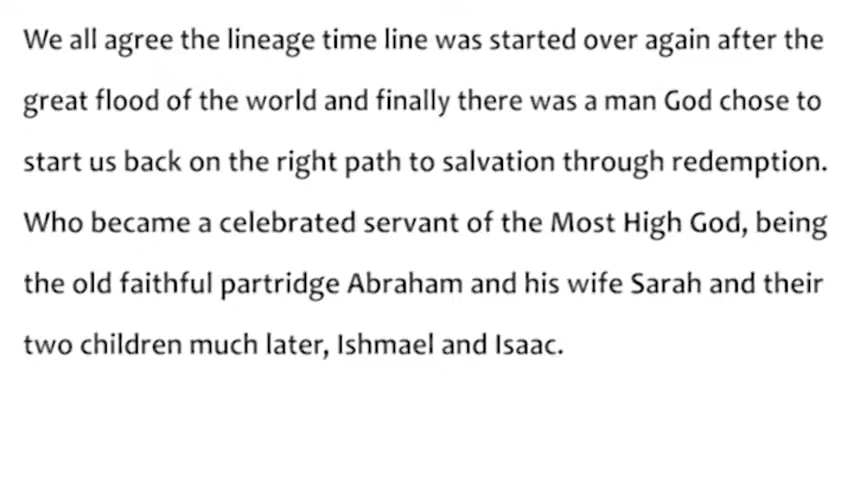 We all agree the lineage time line was started over again after the
great flood of the world and finally there was a man God chose to
start us back on the right path to salvation through redemption.
Who became a celebrated servant of the Most High God, being
the old faithful partridge Abraham and his wife Sarah and their
two children much later, Ishmael and Isaac.